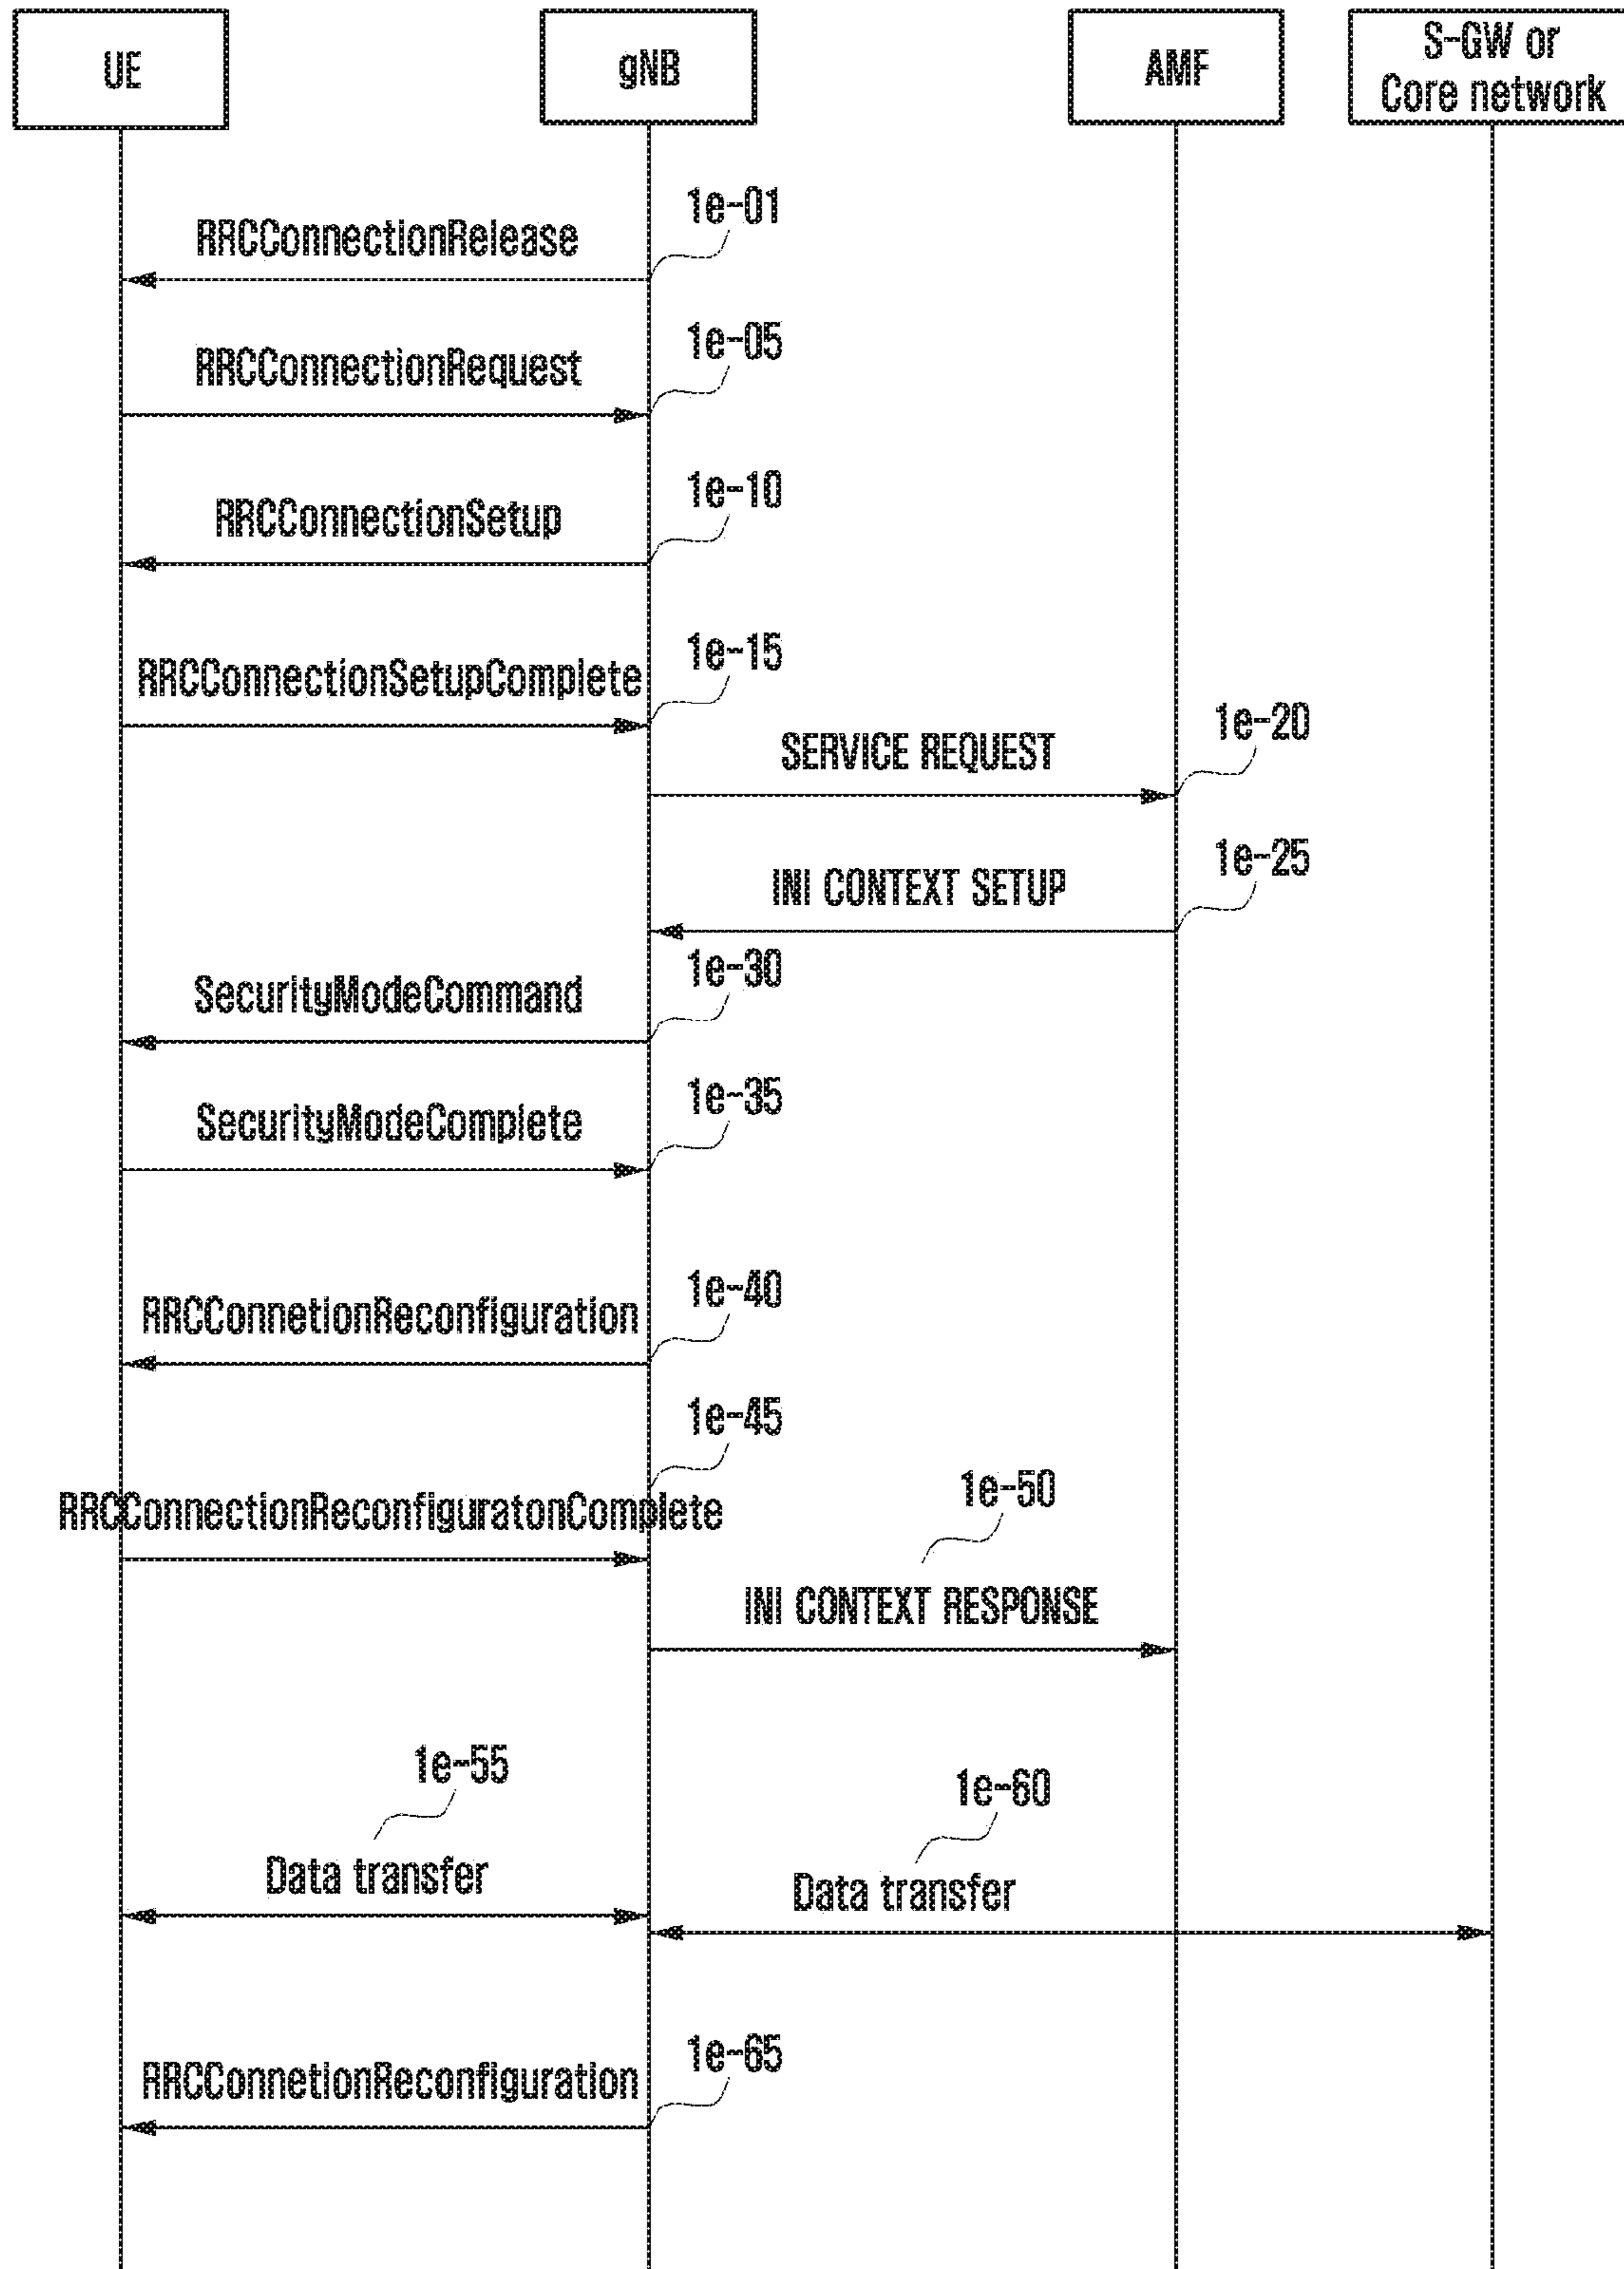 UE
gNB
AMF
S-GW or
Core network
1e-01
RRCConnectionRelease
1e-05
RRCConnectionRequest
1e-10
RRCConnectionSetup
1e-15
RRCConnectionSetupComplete
1e-20
SERVICE REQUEST
1e-25
INI CONTEXT SETUP
1e-30
SecurityModeCommand
1e-35
SecurityModeComplete
1e-40
RRCConnetionReconfiguration
1e-45
RRCConnectionReconfiguratonComplete
1e-50
INI CONTEXT RESPONSE
1e-55
Data transfer
1e-60
Data transfer
1e-65
RRCConnetionReconfiguration